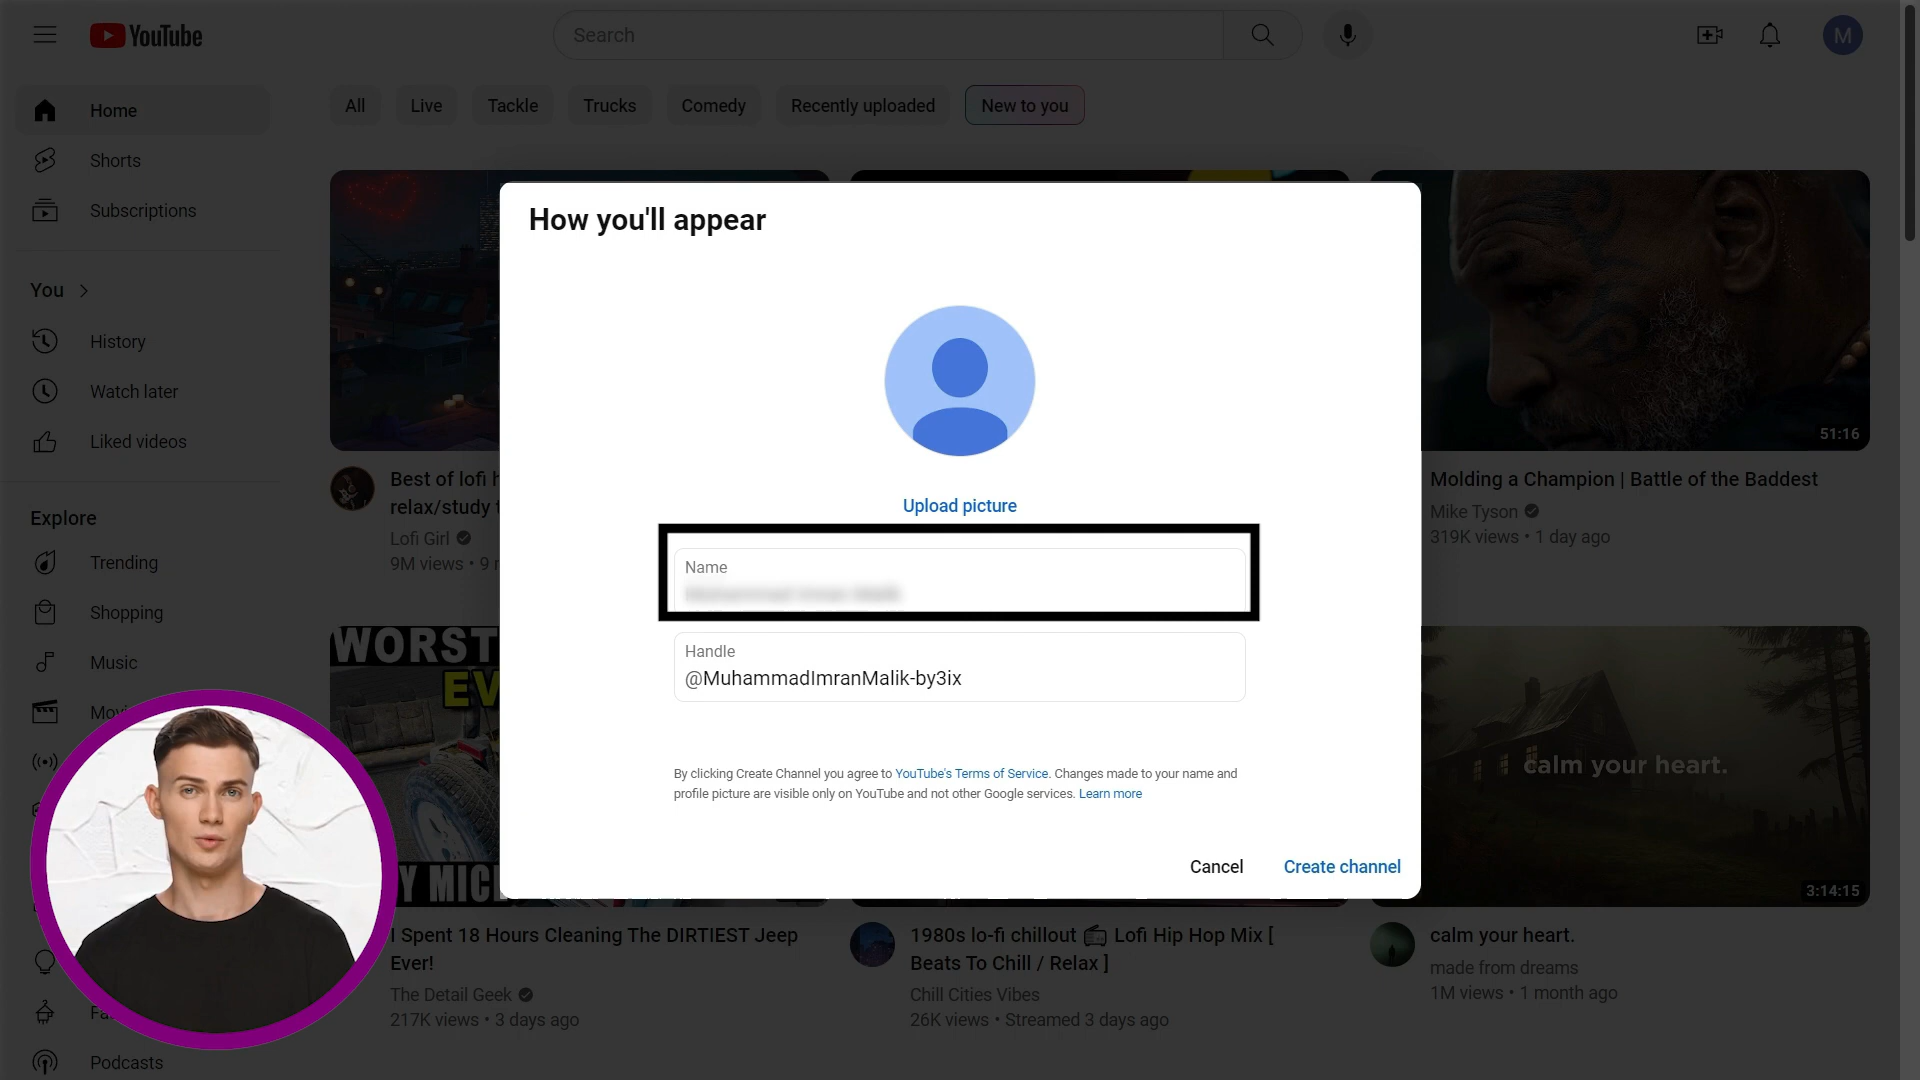 YouTube
Search
M
Home
Shorts
Subscriptions
You
History
Watch later
Liked videos
Explore
Trending
Shopping
Music
Podcasts
All
Live
Tackle
Trucks
Comedy
Recently uploaded
New to you
How you'll appear
Upload picture
Name
Handle
@MuhammadImranMalik-by3ix
By clicking Create Channel you agree to YouTube's Terms of Service. Changes made to your name and
profile picture are visible only on YouTube and not other Google services. Learn more
Cancel
Create channel
Best of lofi
relax/study
Lofi Girl
9M views •
51:16
Molding a Champion | Battle of the Baddest
Mike Tyson
319K views • 1 day ago
WORST
I Spent 18 Hours Cleaning The DIRTIEST Jeep
Ever!
The Detail Geek
217K views • 3 days ago
1980s lo-fi chillout 📻 Lofi Hip Hop Mix [
Beats To Chill / Relax ]
Chill Cities Vibes
26K views • Streamed 3 days ago
calm your heart.
3:14:15
calm your heart.
made from dreams
1M views • 1 month ago